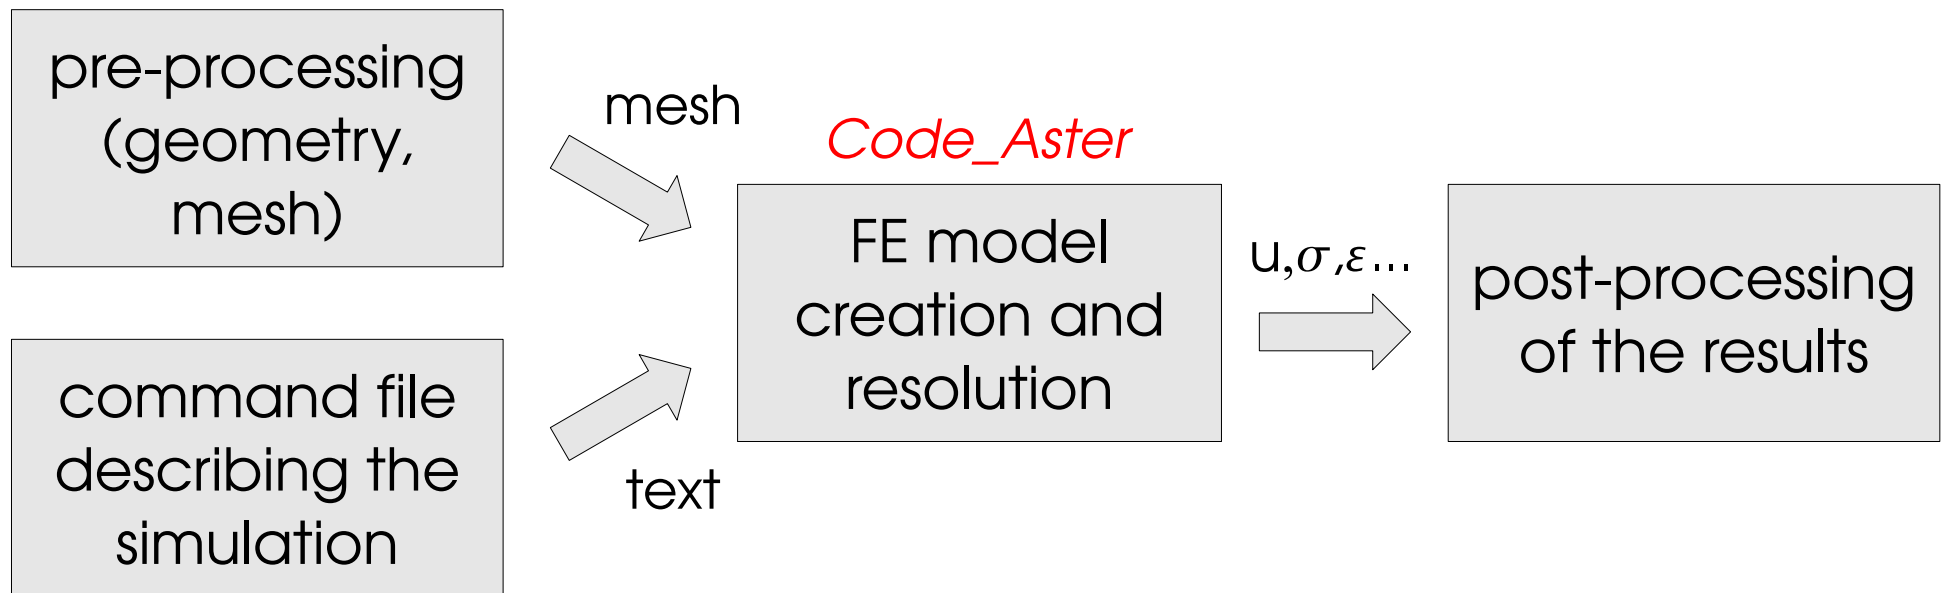 pre-processing
(geometry,
mesh)
mesh
command file
describing the
simulation
text
Code_Aster
FE model
creation and
resolution
u,σ,ε...
post-processing
of the results